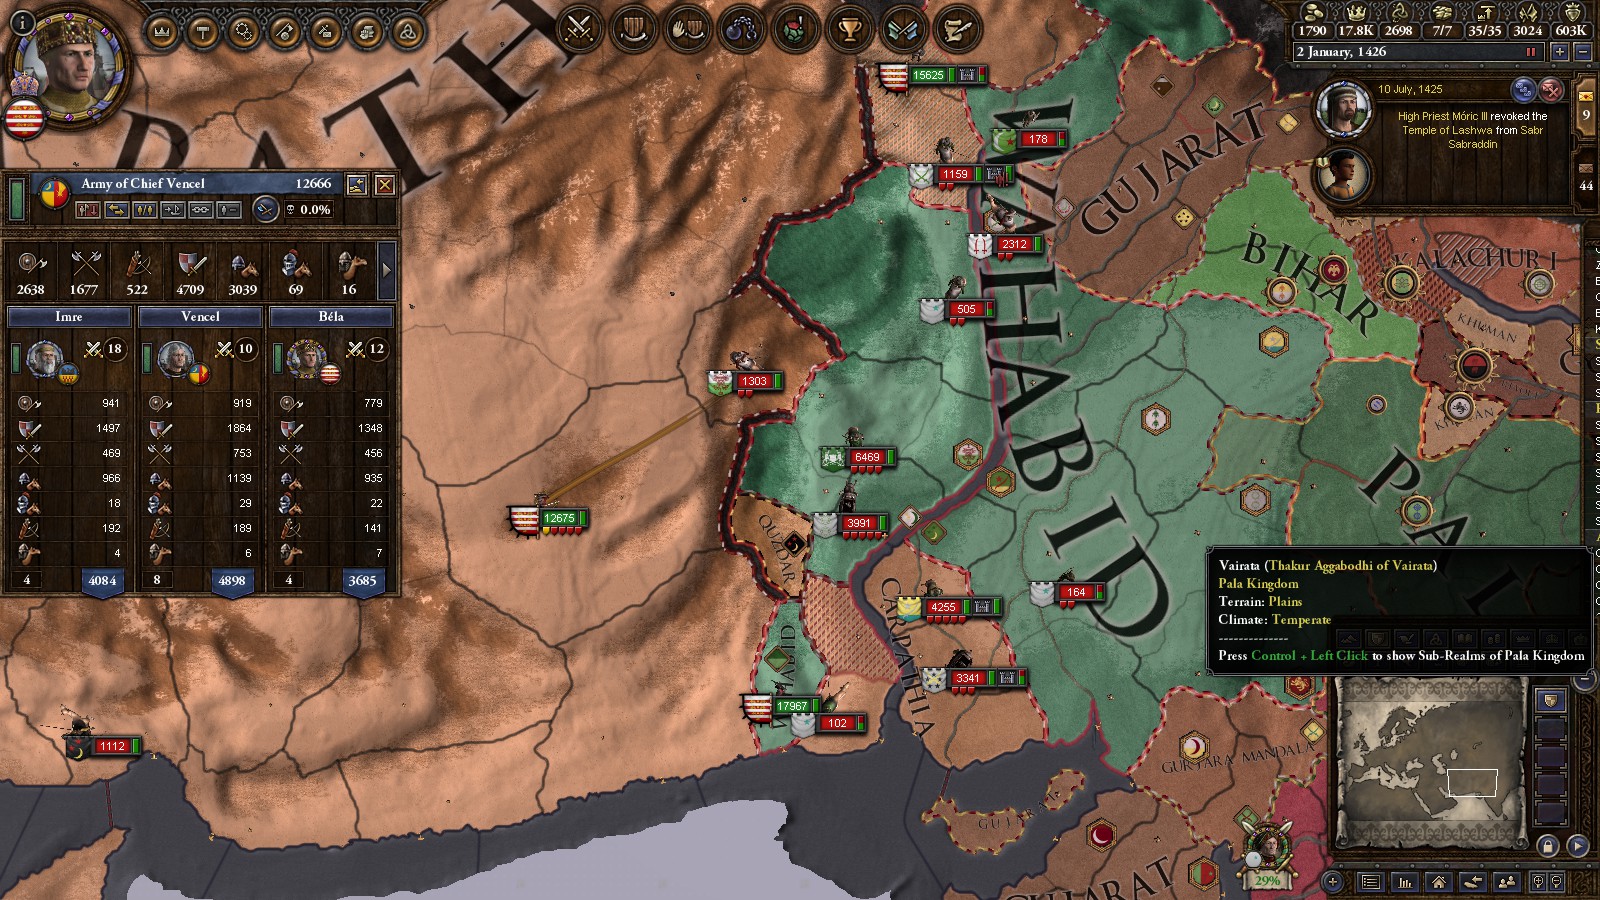 1790 17.8K 2698 7/7 35/35 3024 603K
2 January, 1426
10 July, 1425
High Priest Móric III revoked the
Temple of Lashwa from Sabr
Sabraddin
9
44
Army of Chief Vencel 12666
0.0%
2638 1677 522 4709 3039 69 16
Imre Vencel Béla
18 10 12
941 919 779
1497 1864 1348
469 753 456
966 1139 935
18 29 22
192 189 141
4 6 7
4 4084 8 4898 4 3685
15625
178
1159
2312
505
1303
6469
12675
3991
4255
164
3341
17967
102
1112
WAHABID
GUJARAT
BIHAR
KALACHURI
QUZDAR
CARPATHIA
GURJARA MANDALA
GUJARAT
Vairata (Thakur Aggabodhi of Vairata)
Pala Kingdom
Terrain: Plains
Climate: Temperate
--------------
Press Control + Left Click to show Sub-Realms of Pala Kingdom
29%